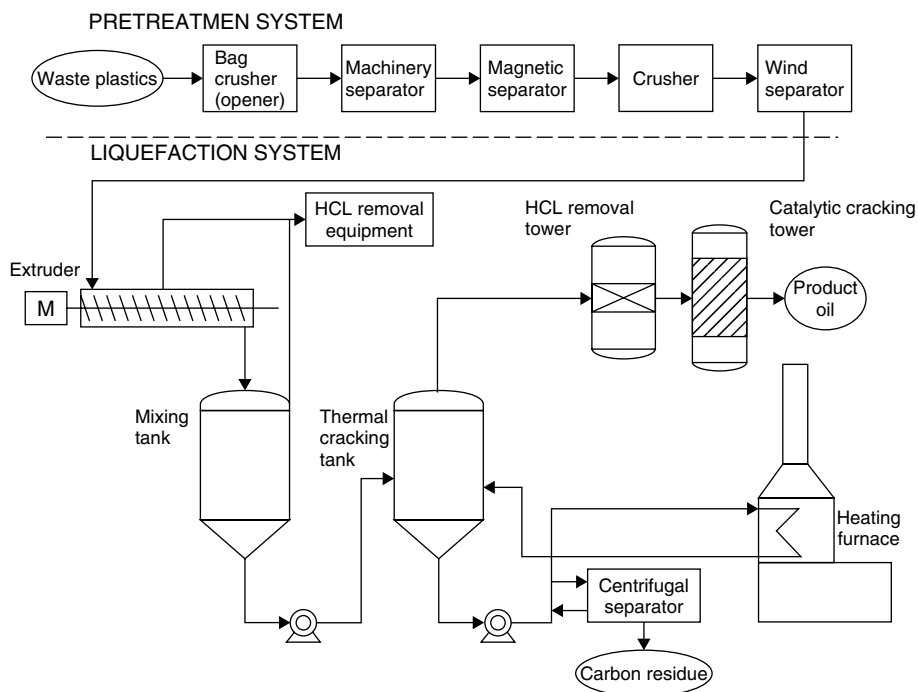 PRETREATMEN SYSTEM
Waste plastics
Bag
crusher
(opener)
Machinery
separator
Magnetic
separator
Crusher
Wind
separator
LIQUEFACTION SYSTEM
HCL removal
equipment
HCL removal
tower
Catalytic cracking
tower
Extruder
M
Product
oil
Mixing
tank
Thermal
cracking
tank
Heating
furnace
Centrifugal
separator
Carbon residue